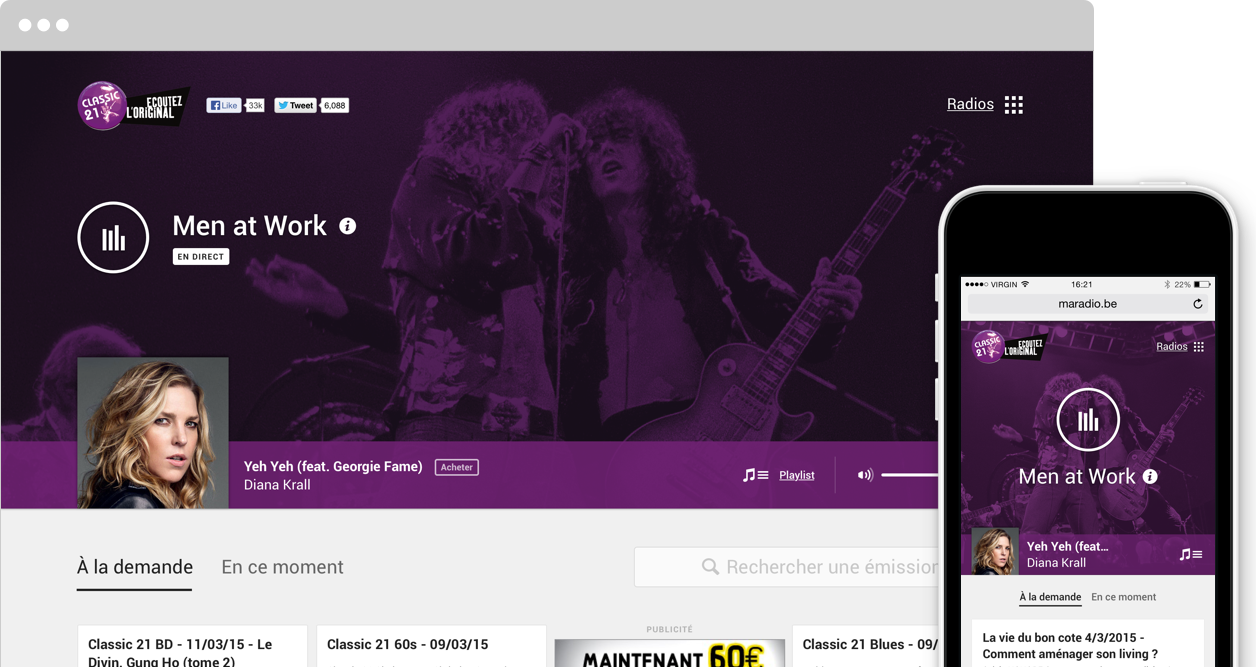 CLASSIC
21
ECOUTEZ
L'ORIGINAL
Like
33k
Tweet
6,088
Radios
Men at Work
EN DIRECT
Yeh Yeh (feat. Georgie Fame)
Acheter
Diana Krall
Playlist
À la demande
En ce moment
Rechercher une émission
Classic 21 BD - 11/03/15 - Le
Divin, Gung Ho (tome 2)
Classic 21 60s - 09/03/15
PUBLICITÉ
MAINTENANT 60€
Classic 21 Blues - 09/
VIRGIN
16:21
22%
maradio.be
CLASSIC
21
ECOUTEZ
L'ORIGINAL
Radios
Men at Work
Yeh Yeh (feat...
Diana Krall
À la demande
En ce moment
La vie du bon cote 4/3/2015 -
Comment aménager son living ?